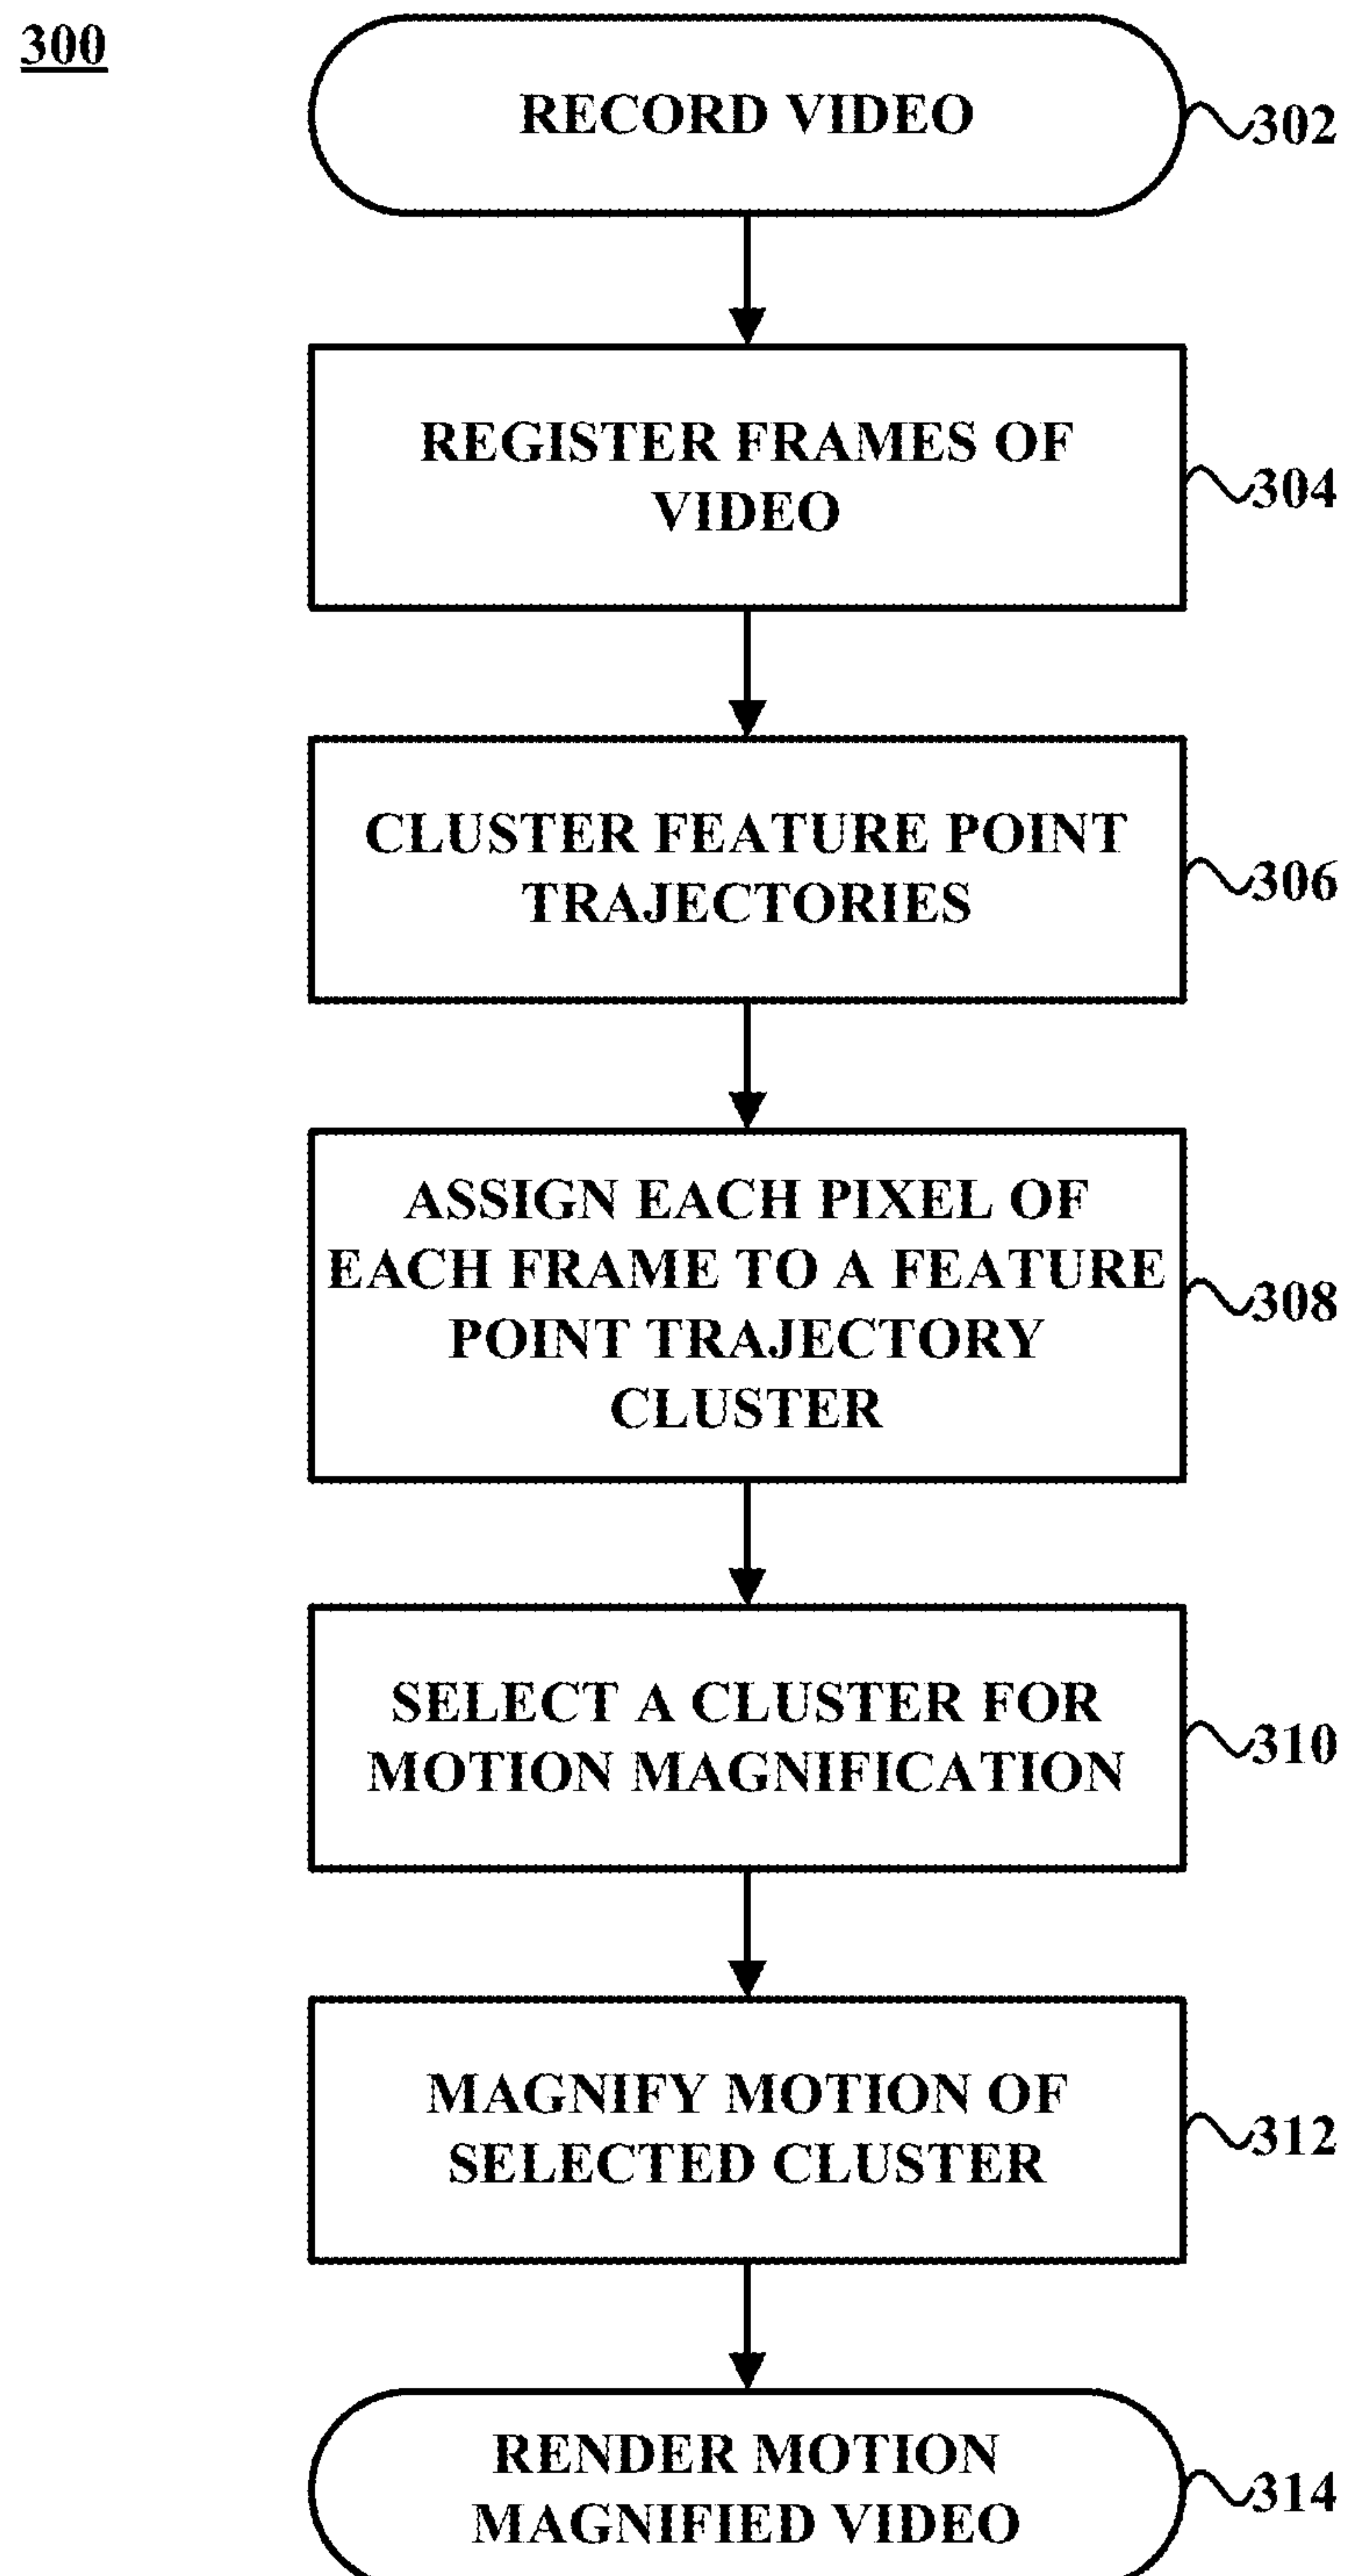 300
RECORD VIDEO
302
REGISTER FRAMES OF
VIDEO
304
CLUSTER FEATURE POINT
TRAJECTORIES
306
ASSIGN EACH PIXEL OF
EACH FRAME TO A FEATURE
POINT TRAJECTORY
CLUSTER
308
SELECT A CLUSTER FOR
MOTION MAGNIFICATION
310
MAGNIFY MOTION OF
SELECTED CLUSTER
312
RENDER MOTION
MAGNIFIED VIDEO
314